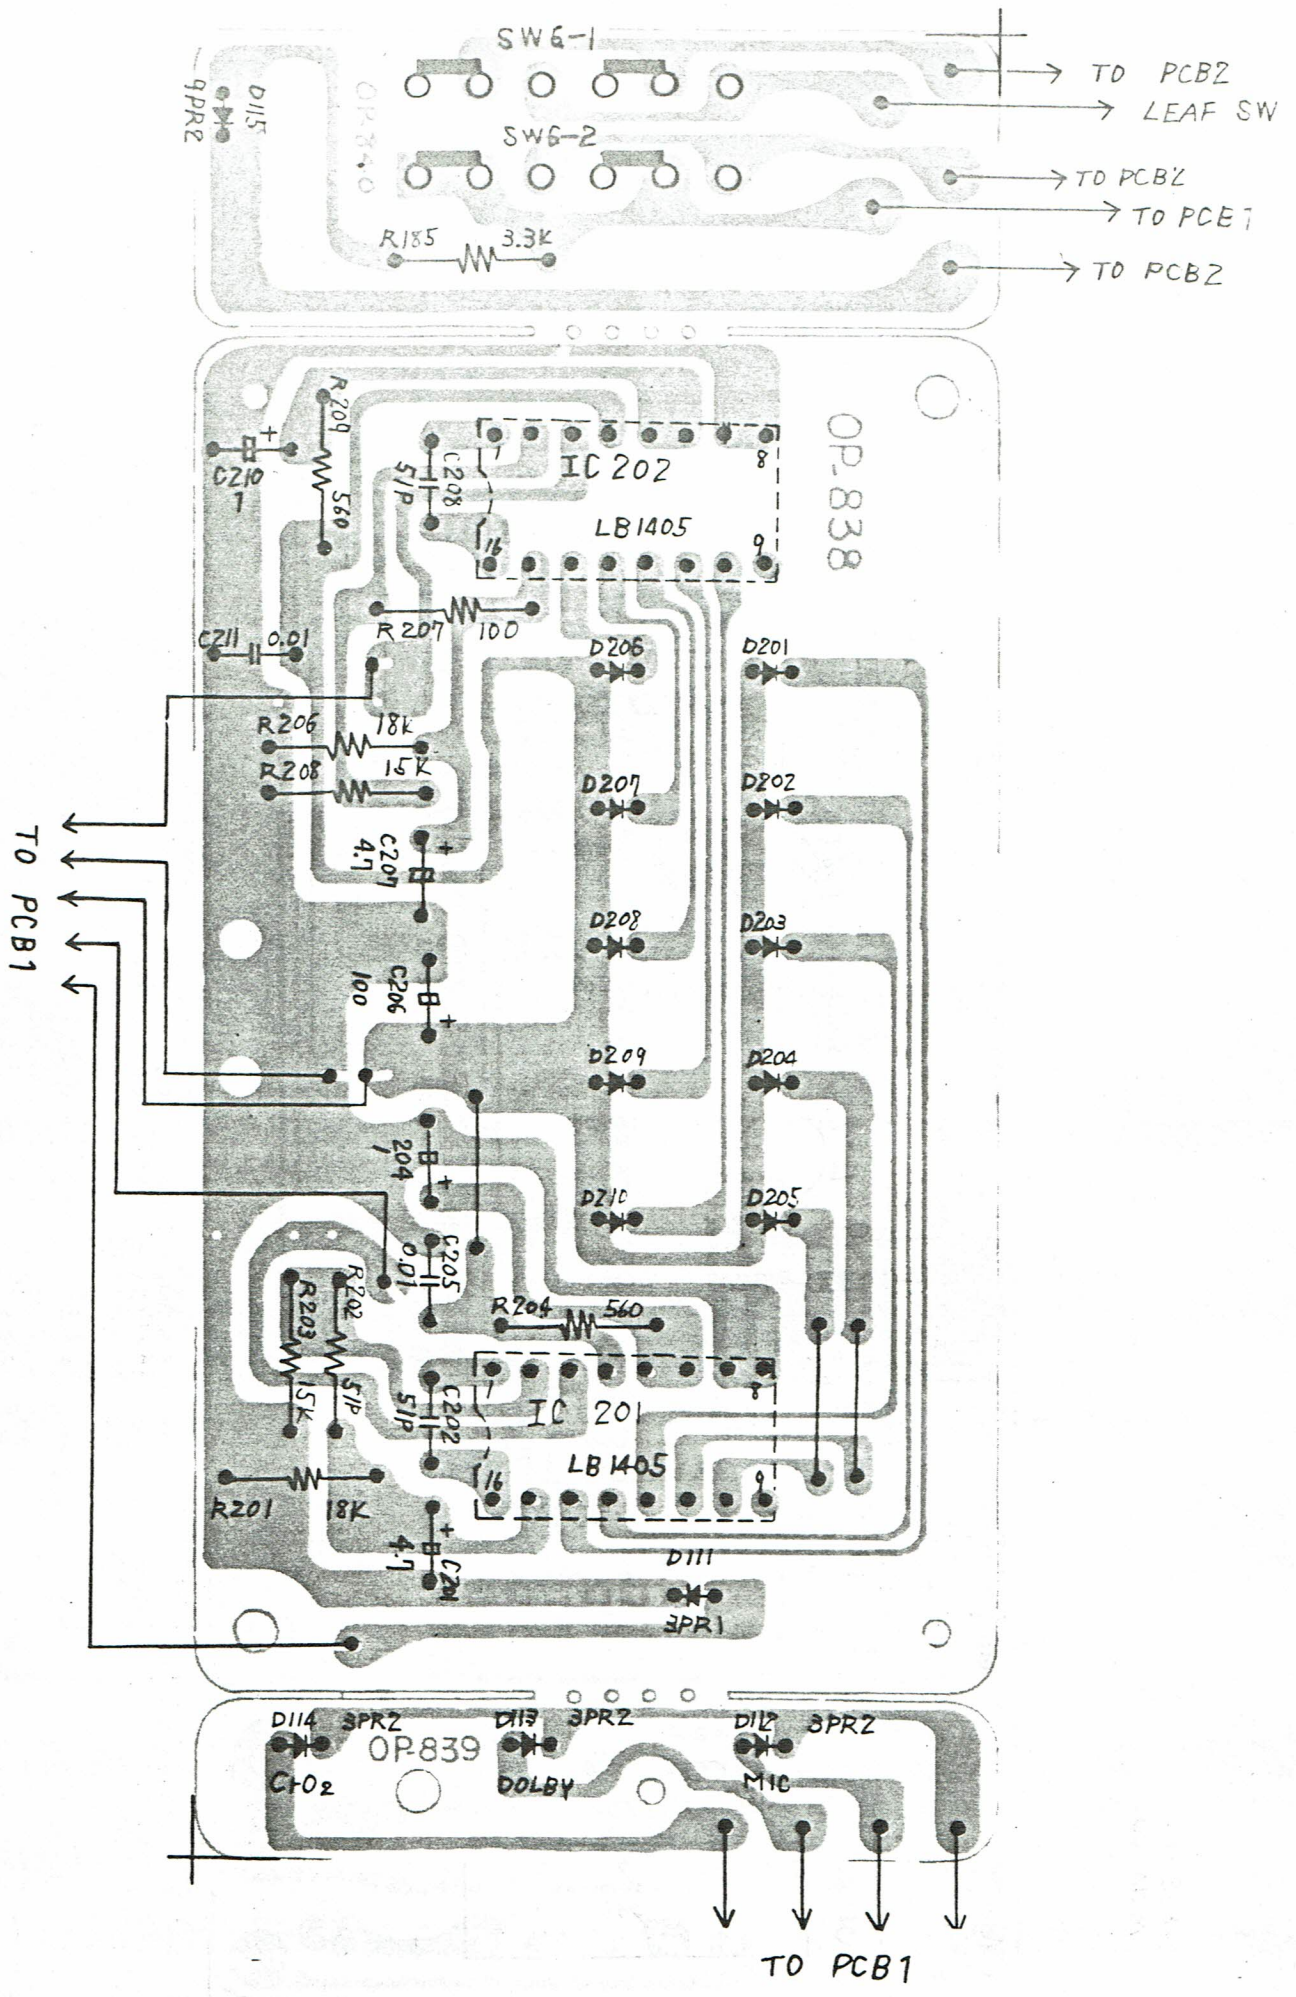 SW6-1
TO PCB2
LEAF SW
D115
9PR2
OP-840
SW6-2
TO PCB2
TO PCE1
R185 3.3K
TO PCB2
R209
560
C210
1
C208
51P
1
8
IC 202
LB1405
16
9
OP-838
R207 100
C211 0.01
D206
D201
R206 18K
R208 15K
D207
D202
C207
4.7
TO PCB1
D208
D203
C206
100
D209
D204
204
1
D210
D205
C205
0.01
R203
15K
R202
51P
R204 560
1
8
IC 201
C202
51P
LB1405
16
9
R201 18K
C201
4.7
D111
3PR1
D114 3PR2
D113 3PR2
D112 3PR2
OP-839
CrO2
DOLBY
MIC
TO PCB1